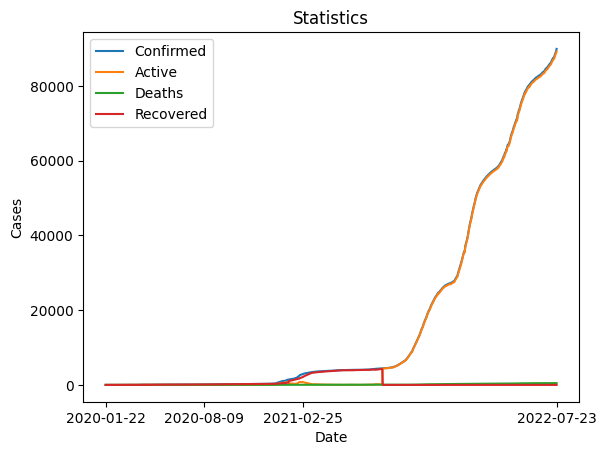 Statistics
Confirmed
Active
Deaths
Recovered
80000
60000
40000
20000
0
Cases
2020-01-22 2020-08-09 2021-02-25 2022-07-23
Date